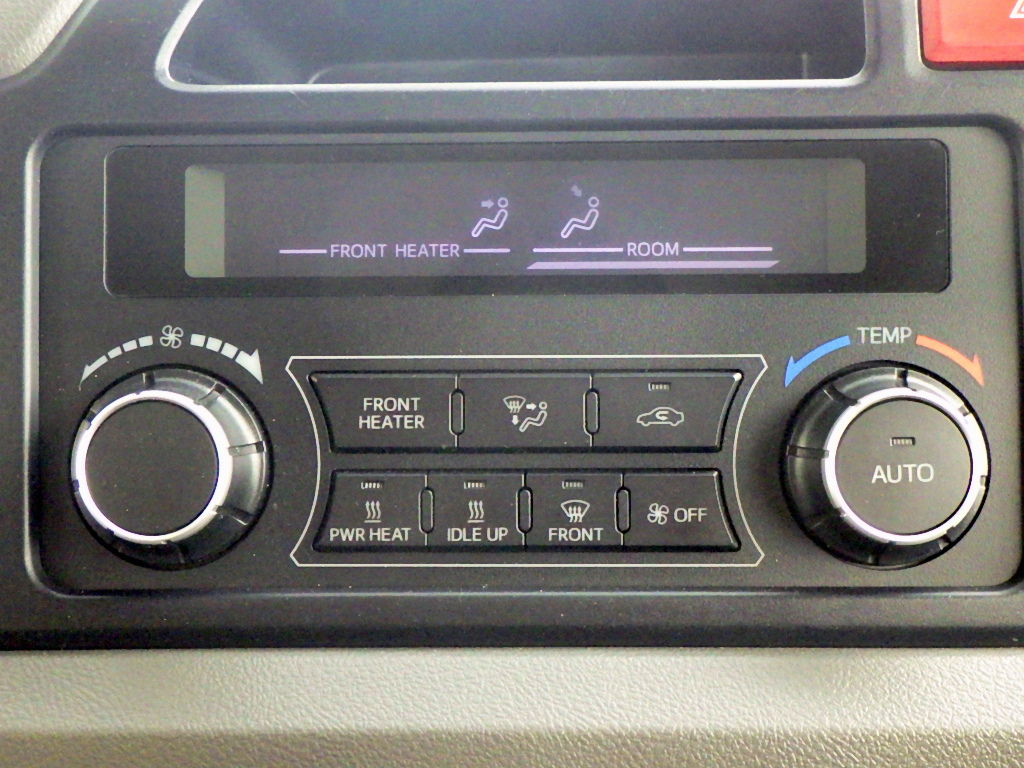 FRONT HEATER
ROOM
TEMP
FRONT
HEATER
AUTO
PWR HEAT
IDLE UP
FRONT
OFF